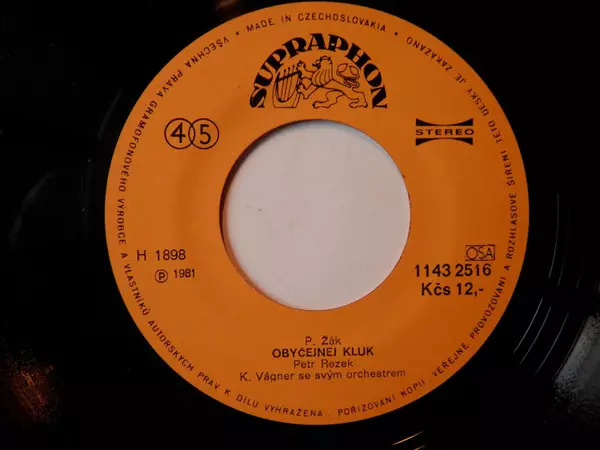 VŠECHNA PRÁVA GRAMOFONOVÉHO VÝROBCE A VLASTNÍKŮ AUTORSKÝCH PRÁV K DÍLU VYHRAŽENA. POŘIZOVÁNÍ KOPIÍ VEŘEJNÉ PROVOZOVÁNÍ A ROZHLASOVÉ ŠÍŘENÍ TÉTO DESKY JE ZAKÁZÁNO
• MADE IN CZECHOSLOVAKIA •
SUPRAPHON
45
STEREO
H 1898
Ⓟ 1981
OSA
1143 2516
Kčs 12,-
P. Žák
OBYČEJNEJ KLUK
Petr Rezek
K. Vágner se svým orchestrem